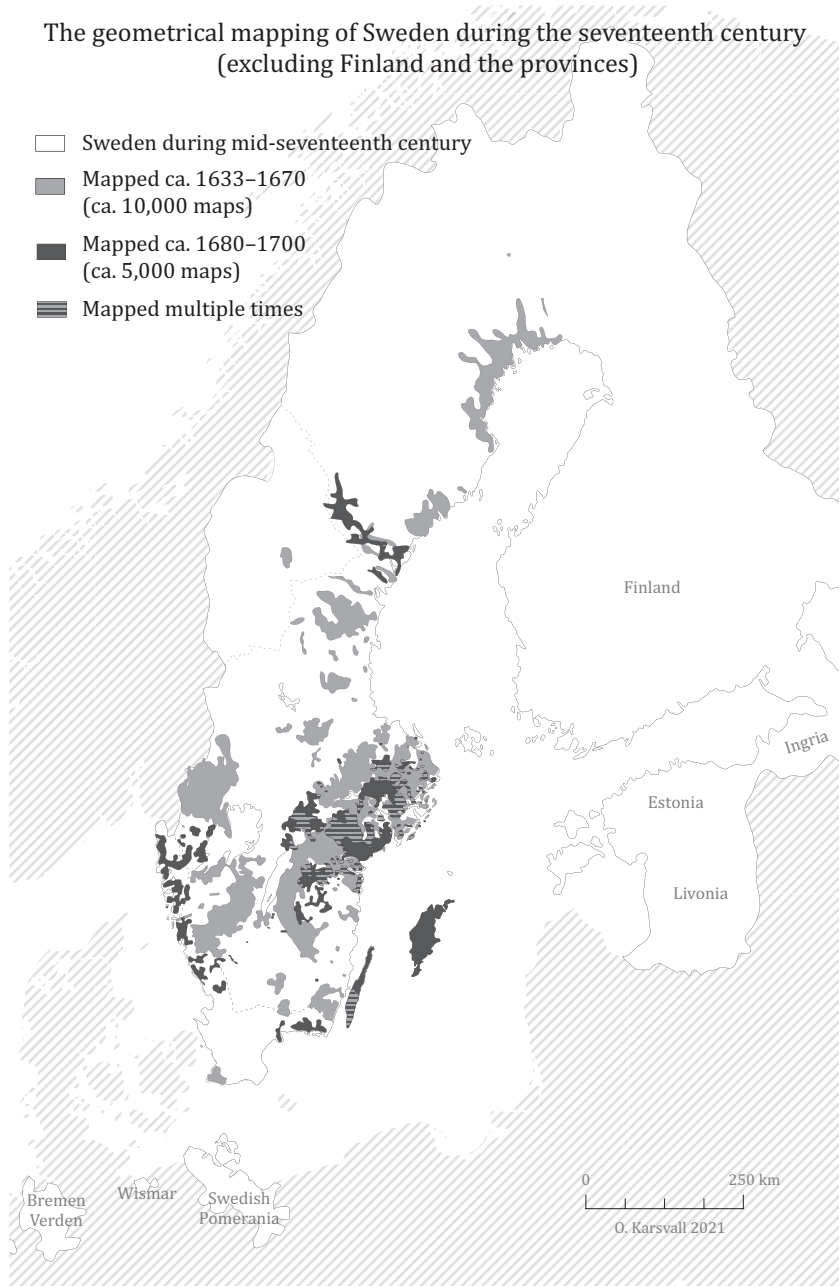 The geometrical mapping of Sweden during the seventeenth century
(excluding Finland and the provinces)
Sweden during mid-seventeenth century
Mapped ca. 1633–1670
(ca. 10,000 maps)
Mapped ca. 1680–1700
(ca. 5,000 maps)
Mapped multiple times
Finland
Ingria
Estonia
Livonia
Bremen
Verden
Wismar
Swedish
Pomerania
0
250 km
O. Karsvall 2021